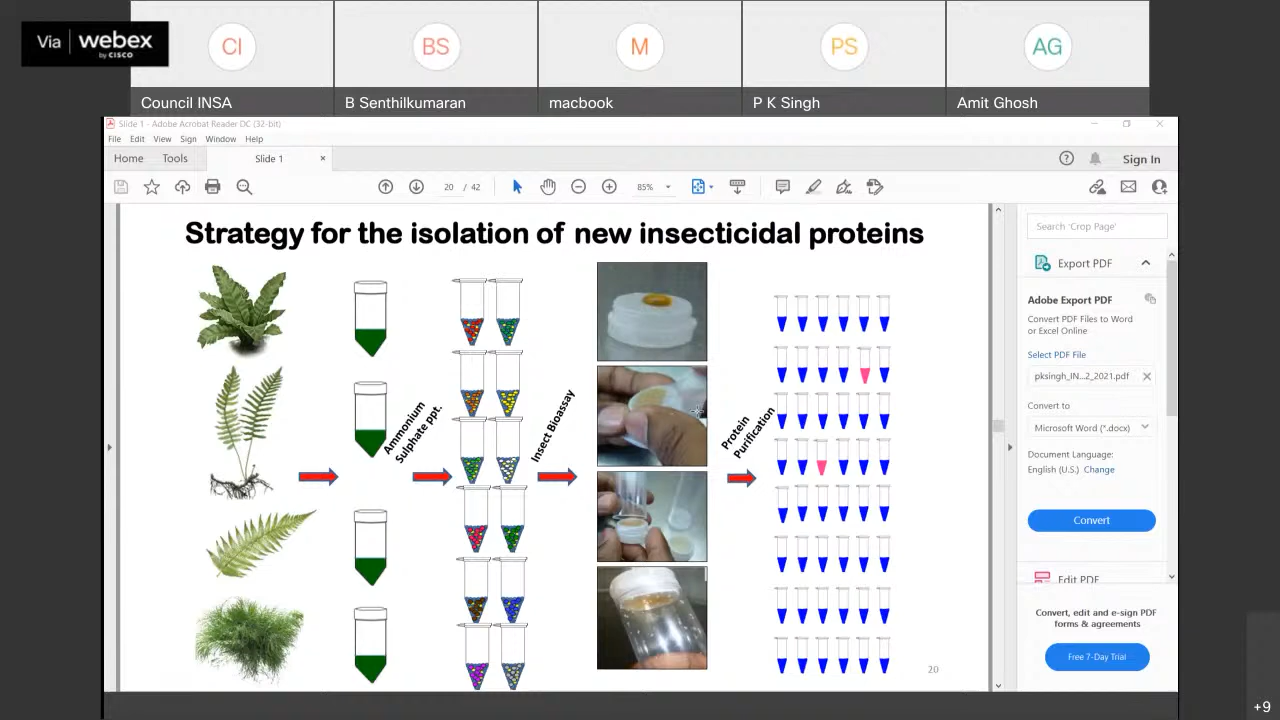 Via webex
by CISCO
CI
BS
M
PS
AG
Council INSA
B Senthilkumaran
macbook
P K Singh
Amit Ghosh
Slide 1 - Adobe Acrobat Reader DC (32-bit)
File Edit View Sign Window Help
Home Tools Slide 1 × Sign In
20 / 42 85%
Strategy for the isolation of new insecticidal proteins
Ammonium
Sulphate ppt.
Insect Bioassay
Protein
Purification
20
Search 'Crop Page'
Export PDF
Adobe Export PDF
Convert PDF Files to Word
or Excel Online
Select PDF File
pksingh_IN...2_2021.pdf
Convert to
Microsoft Word (*.docx)
Document Language:
English (U.S.) Change
Convert
Edit PDF
Convert, edit and e-sign PDF
forms & agreements
Free 7-Day Trial
+9